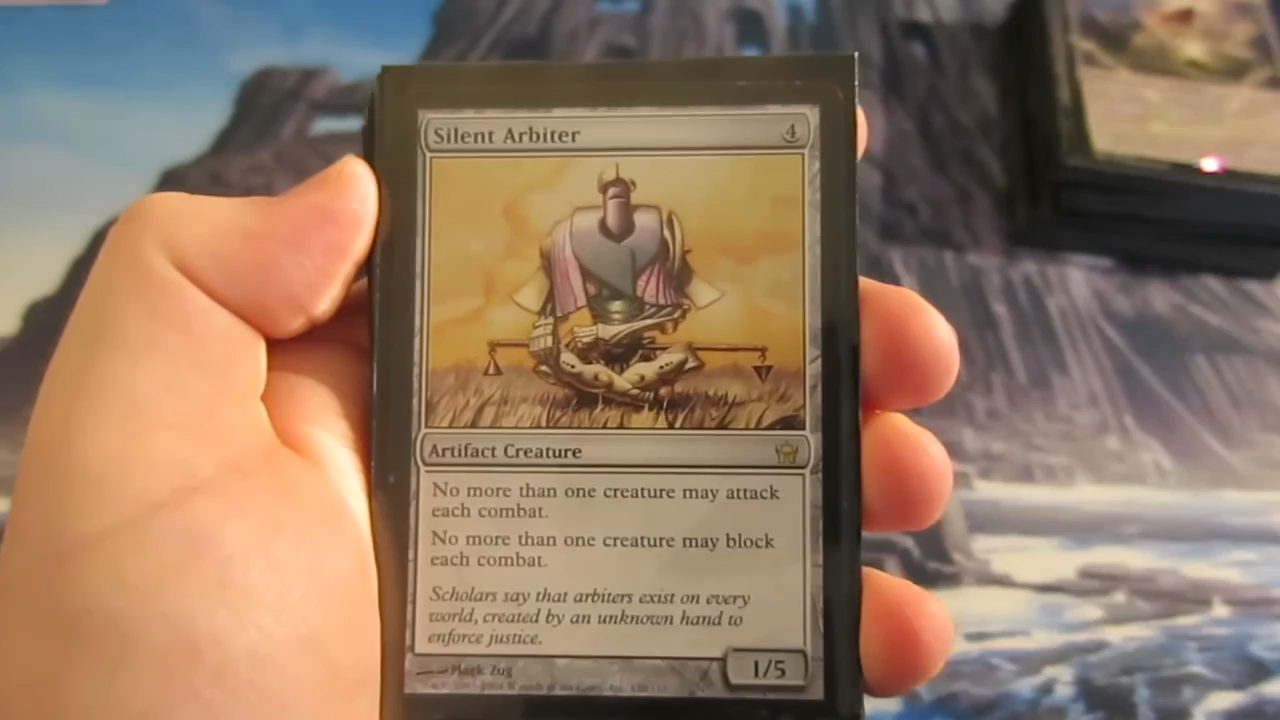 Silent Arbiter 4
Artifact Creature
No more than one creature may attack
each combat.
No more than one creature may block
each combat.
Scholars say that arbiters exist on every
world, created by an unknown hand to
enforce justice.
Mark Zug
1/5